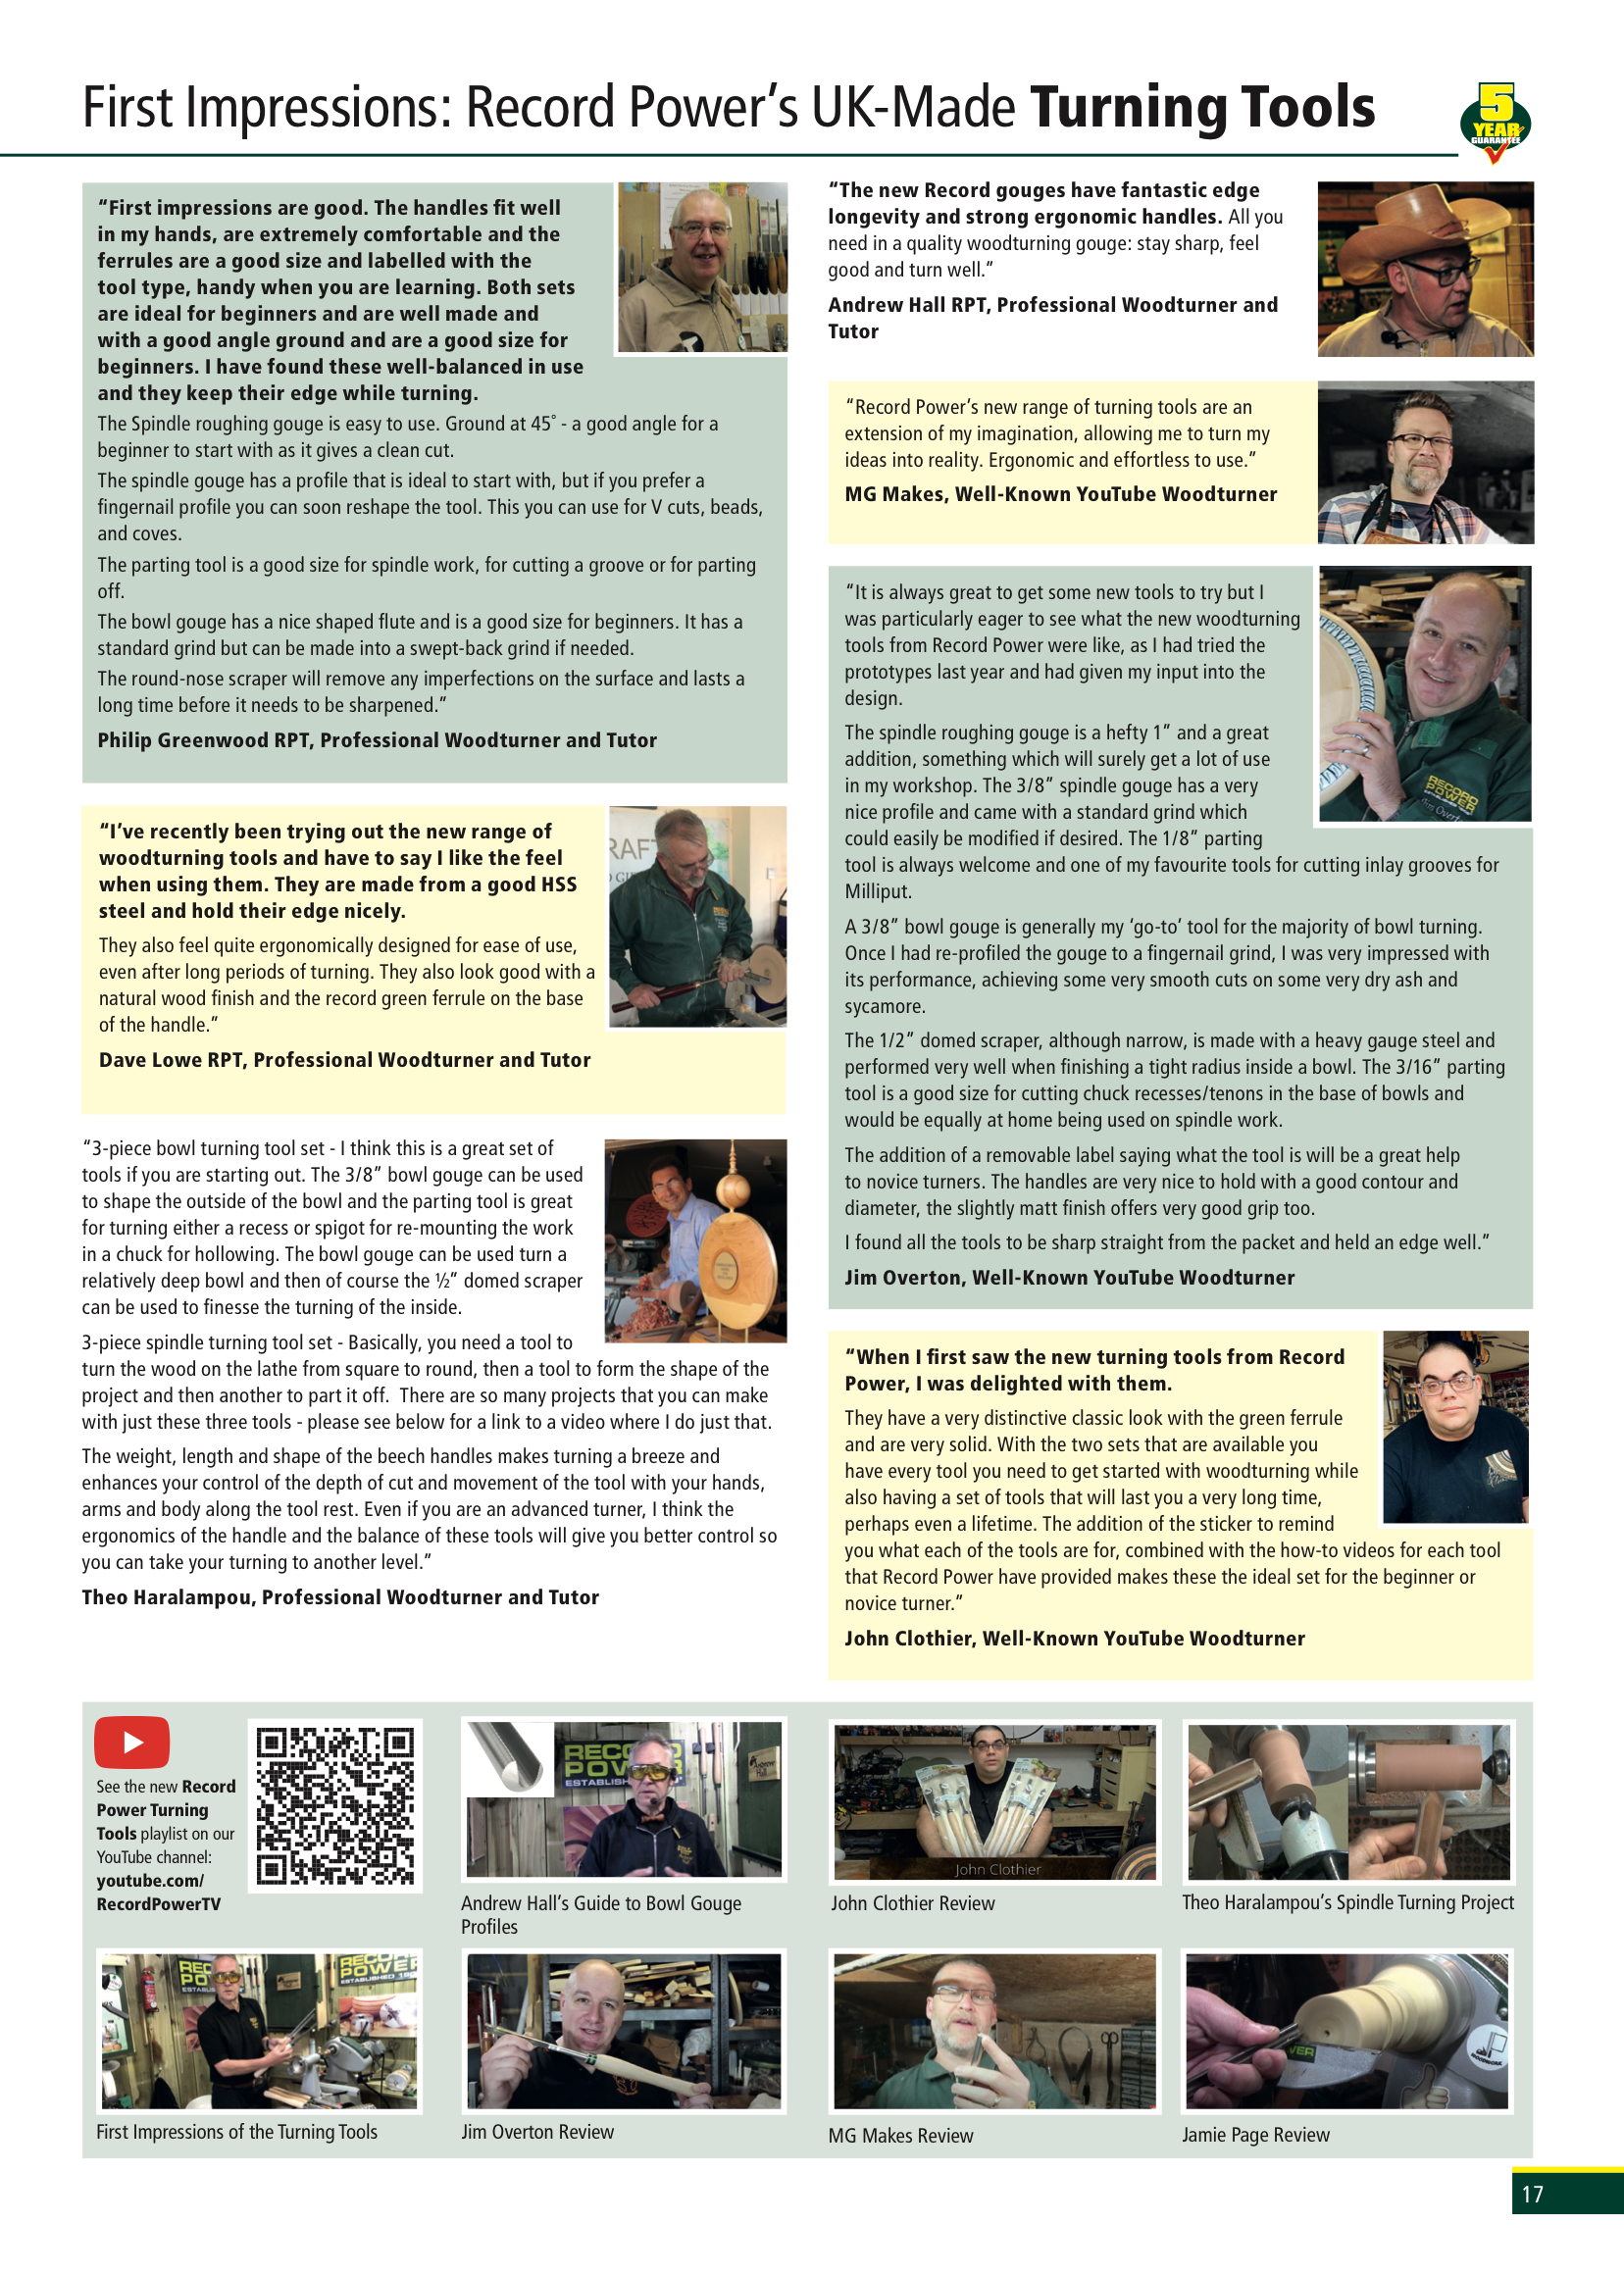 First Impressions: Record Power’s UK-Made Turning Tools
5
YEAR
GUARANTEE
“First impressions are good. The handles fit well
in my hands, are extremely comfortable and the
ferrules are a good size and labelled with the
tool type, handy when you are learning. Both sets
are ideal for beginners and are well made and
with a good angle ground and are a good size for
beginners. I have found these well-balanced in use
and they keep their edge while turning.
The Spindle roughing gouge is easy to use. Ground at 45˚ - a good angle for a
beginner to start with as it gives a clean cut.
The spindle gouge has a profile that is ideal to start with, but if you prefer a
fingernail profile you can soon reshape the tool. This you can use for V cuts, beads,
and coves.
The parting tool is a good size for spindle work, for cutting a groove or for parting
off.
The bowl gouge has a nice shaped flute and is a good size for beginners. It has a
standard grind but can be made into a swept-back grind if needed.
The round-nose scraper will remove any imperfections on the surface and lasts a
long time before it needs to be sharpened.”
Philip Greenwood RPT, Professional Woodturner and Tutor
“I’ve recently been trying out the new range of
woodturning tools and have to say I like the feel
when using them. They are made from a good HSS
steel and hold their edge nicely.
They also feel quite ergonomically designed for ease of use,
even after long periods of turning. They also look good with a
natural wood finish and the record green ferrule on the base
of the handle.”
Dave Lowe RPT, Professional Woodturner and Tutor
“3-piece bowl turning tool set - I think this is a great set of
tools if you are starting out. The 3/8” bowl gouge can be used
to shape the outside of the bowl and the parting tool is great
for turning either a recess or spigot for re-mounting the work
in a chuck for hollowing. The bowl gouge can be used turn a
relatively deep bowl and then of course the ½” domed scraper
can be used to finesse the turning of the inside.
3-piece spindle turning tool set - Basically, you need a tool to
turn the wood on the lathe from square to round, then a tool to form the shape of the
project and then another to part it off. There are so many projects that you can make
with just these three tools - please see below for a link to a video where I do just that.
The weight, length and shape of the beech handles makes turning a breeze and
enhances your control of the depth of cut and movement of the tool with your hands,
arms and body along the tool rest. Even if you are an advanced turner, I think the
ergonomics of the handle and the balance of these tools will give you better control so
you can take your turning to another level.”
Theo Haralampou, Professional Woodturner and Tutor
“The new Record gouges have fantastic edge
longevity and strong ergonomic handles. All you
need in a quality woodturning gouge: stay sharp, feel
good and turn well.”
Andrew Hall RPT, Professional Woodturner and
Tutor
“Record Power’s new range of turning tools are an
extension of my imagination, allowing me to turn my
ideas into reality. Ergonomic and effortless to use.”
MG Makes, Well-Known YouTube Woodturner
“It is always great to get some new tools to try but I
was particularly eager to see what the new woodturning
tools from Record Power were like, as I had tried the
prototypes last year and had given my input into the
design.
The spindle roughing gouge is a hefty 1” and a great
addition, something which will surely get a lot of use
in my workshop. The 3/8” spindle gouge has a very
nice profile and came with a standard grind which
could easily be modified if desired. The 1/8” parting
tool is always welcome and one of my favourite tools for cutting inlay grooves for
Milliput.
A 3/8” bowl gouge is generally my ‘go-to’ tool for the majority of bowl turning.
Once I had re-profiled the gouge to a fingernail grind, I was very impressed with
its performance, achieving some very smooth cuts on some very dry ash and
sycamore.
The 1/2” domed scraper, although narrow, is made with a heavy gauge steel and
performed very well when finishing a tight radius inside a bowl. The 3/16” parting
tool is a good size for cutting chuck recesses/tenons in the base of bowls and
would be equally at home being used on spindle work.
The addition of a removable label saying what the tool is will be a great help
to novice turners. The handles are very nice to hold with a good contour and
diameter, the slightly matt finish offers very good grip too.
I found all the tools to be sharp straight from the packet and held an edge well.”
Jim Overton, Well-Known YouTube Woodturner
RECORD
POWER
“When I first saw the new turning tools from Record
Power, I was delighted with them.
They have a very distinctive classic look with the green ferrule
and are very solid. With the two sets that are available you
have every tool you need to get started with woodturning while
also having a set of tools that will last you a very long time,
perhaps even a lifetime. The addition of the sticker to remind
you what each of the tools are for, combined with the how-to videos for each tool
that Record Power have provided makes these the ideal set for the beginner or
novice turner.”
John Clothier, Well-Known YouTube Woodturner
See the new Record
Power Turning
Tools playlist on our
YouTube channel:
youtube.com/
RecordPowerTV
Andrew Hall’s Guide to Bowl Gouge
Profiles
John Clothier
John Clothier Review
Theo Haralampou’s Spindle Turning Project
First Impressions of the Turning Tools
Jim Overton Review
MG Makes Review
Jamie Page Review
17